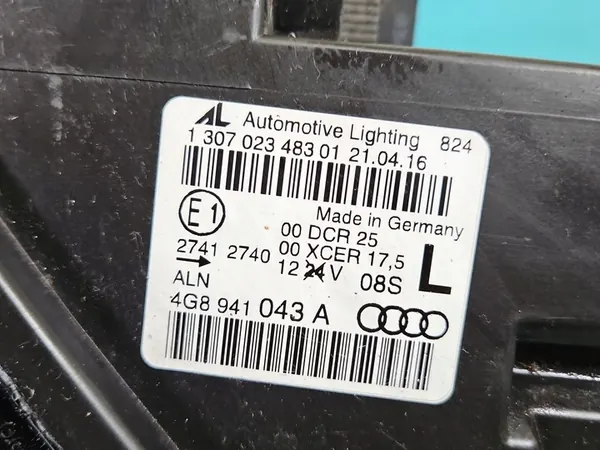 AL Automotive Lighting 824
1 307 023 483 01 21.04.16
E1 Made in Germany
00 DCR 25
2741 2740 00 XCER 17,5
12 24 V 08S L
ALN
4G8 941 043 A